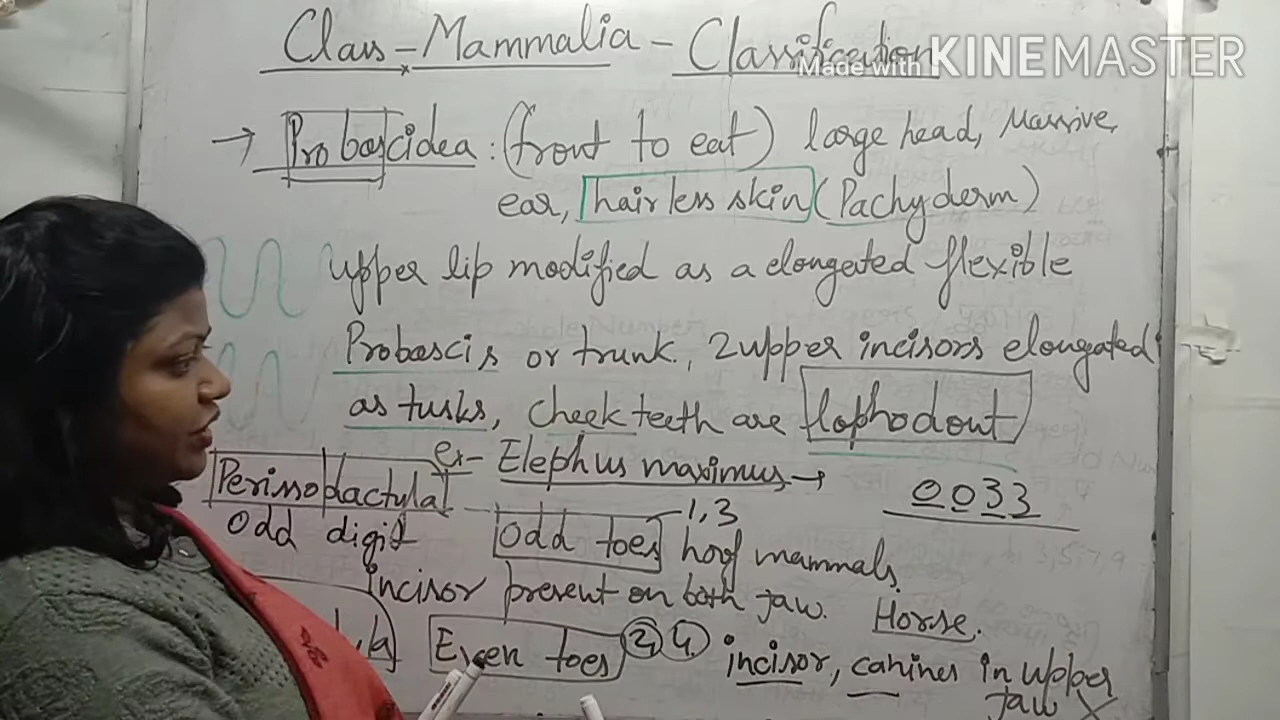 Class - Mammalia - Classification
Made with KINEMASTER
→ Proboscidea : (front to eat) large head, Massive
ear, hairless skin (Pachyderm)
upper lip modified as a elongated flexible
Proboscis or trunk, 2 upper incisors elongated
as tusks, cheek teeth are lophodont
ex- Elephus maximus → 0033
Perissodactyla - Odd toes 1,3 hoof mammals
Odd digit
incisor present on both jaw. Horse.
Even toes 2 4 incisor, canines in upper
jaw X